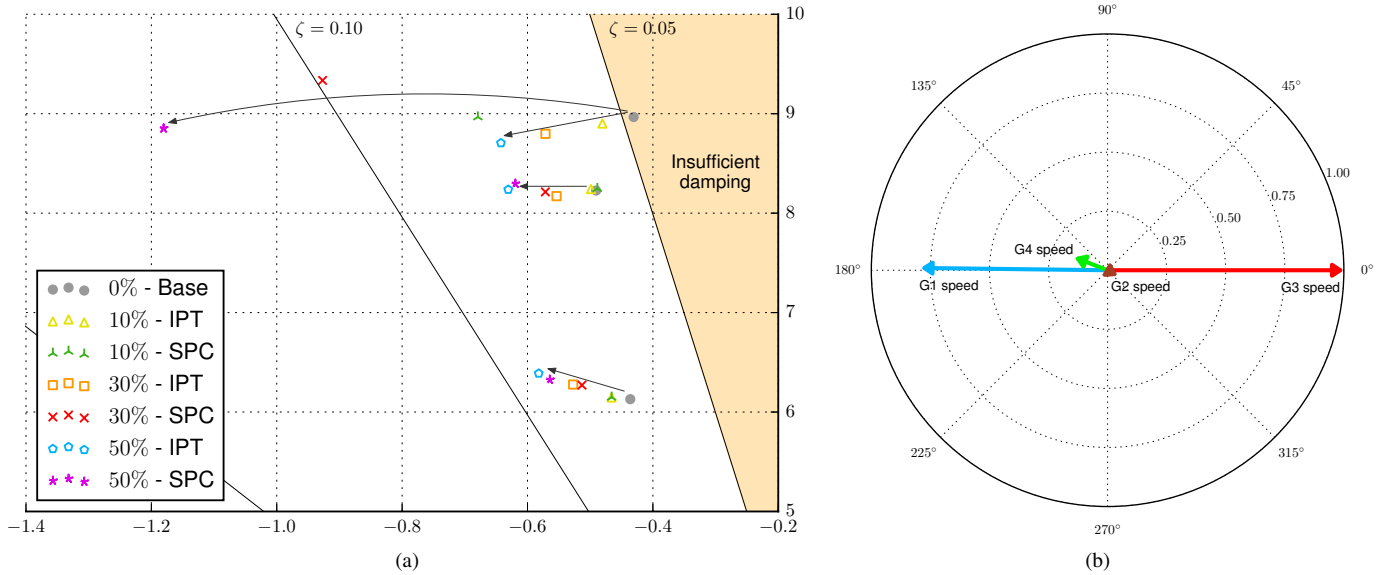 ζ = 0.10
ζ = 0.05
10
9
8
7
6
5
Insufficient
damping
0% - Base
10% - IPT
10% - SPC
30% - IPT
30% - SPC
50% - IPT
50% - SPC
−1.4
−1.2
−1.0
−0.8
−0.6
−0.4
−0.2
(a)
90°
135°
45°
1.00
0.75
0.50
0.25
G4 speed
180°
0°
G1 speed
G2 speed
G3 speed
225°
315°
270°
(b)